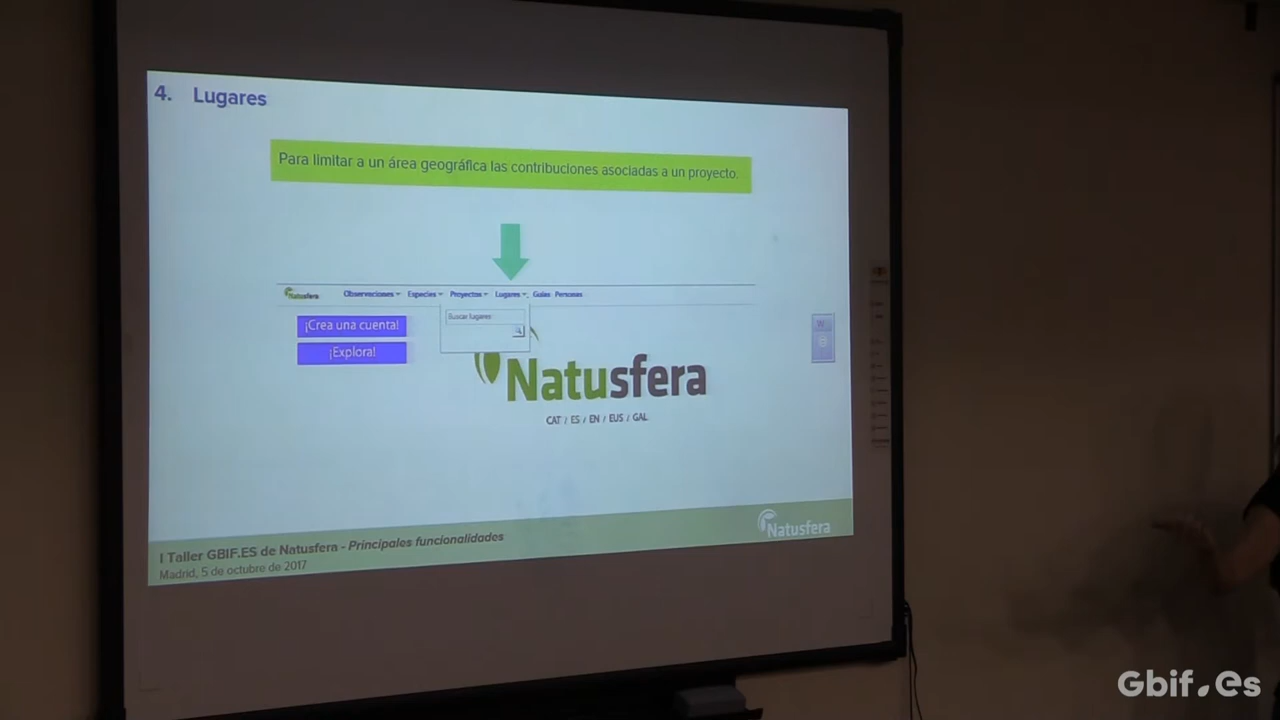 4. Lugares
Para limitar a un área geográfica las contribuciones asociadas a un proyecto.
Natusfera Observaciones Especies Proyectos Lugares Guías Personas
¡Crea una cuenta!
Buscar lugares
¡Explora!
Natusfera
CAT / ES / EN / EUS / GAL
I Taller GBIF.ES de Natusfera - Principales funcionalidades
Madrid, 5 de octubre de 2017
Natusfera
Gbif.es